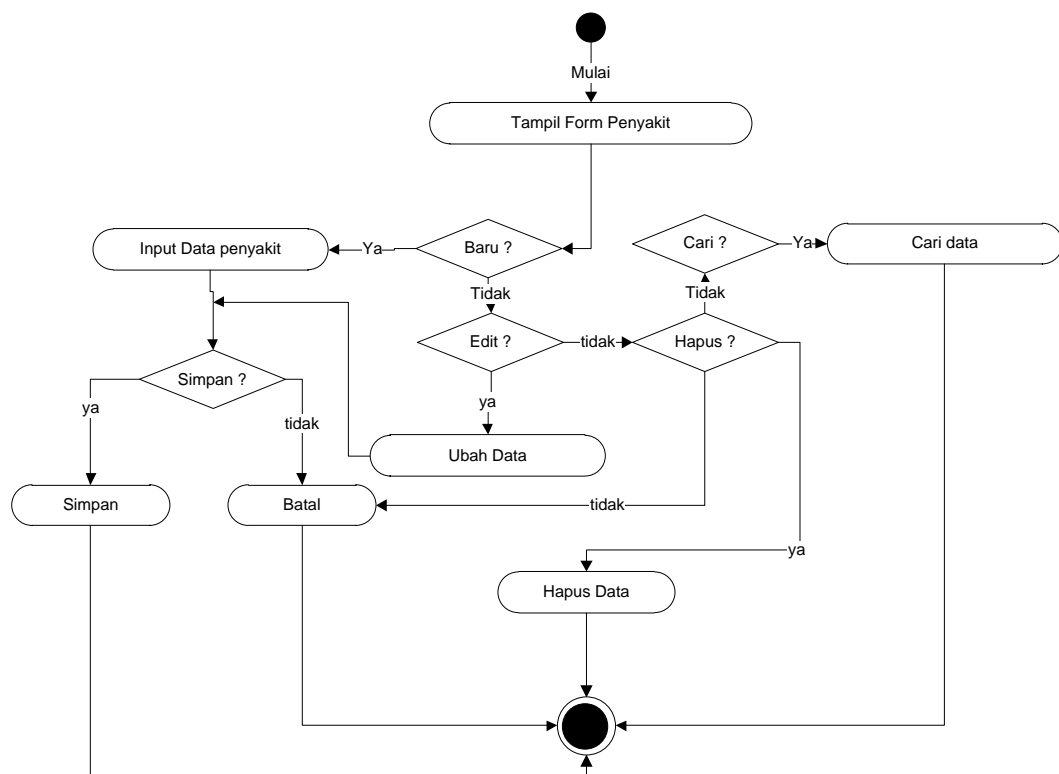 Mulai
Tampil Form Penyakit
Input Data penyakit
Ya
Baru ?
Cari ?
Ya
Cari data
Tidak
Tidak
Edit ?
tidak
Hapus ?
Simpan ?
ya
tidak
ya
Ubah Data
Simpan
Batal
tidak
ya
Hapus Data